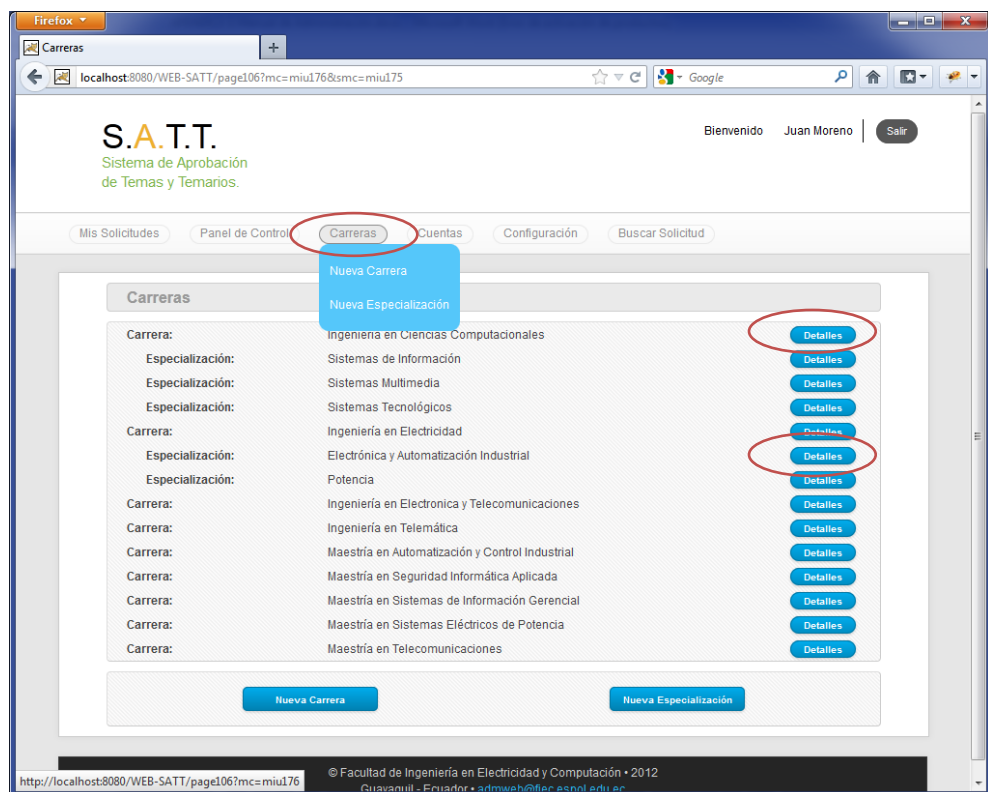 Firefox
Carreras
localhost:8080/WEB-SATT/page106?mc=miu176&smc=miu175
Google
S.A.T.T.
Sistema de Aprobación
de Temas y Temarios.
Bienvenido Juan Moreno Salir
Mis Solicitudes Panel de Control Carreras Cuentas Configuración Buscar Solicitud
Nueva Carrera
Nueva Especialización
Carreras
Carrera: Ingeniería en Ciencias Computacionales Detalles
Especialización: Sistemas de Información Detalles
Especialización: Sistemas Multimedia Detalles
Especialización: Sistemas Tecnológicos Detalles
Carrera: Ingeniería en Electricidad Detalles
Especialización: Electrónica y Automatización Industrial Detalles
Especialización: Potencia Detalles
Carrera: Ingeniería en Electronica y Telecomunicaciones Detalles
Carrera: Ingeniería en Telemática Detalles
Carrera: Maestría en Automatización y Control Industrial Detalles
Carrera: Maestría en Seguridad Informática Aplicada Detalles
Carrera: Maestría en Sistemas de Información Gerencial Detalles
Carrera: Maestría en Sistemas Eléctricos de Potencia Detalles
Carrera: Maestría en Telecomunicaciones Detalles
Nueva Carrera Nueva Especialización
© Facultad de Ingeniería en Electricidad y Computación • 2012
Guayaquil - Ecuador • admweb@fiec.espol.edu.ec
http://localhost:8080/WEB-SATT/page106?mc=miu176